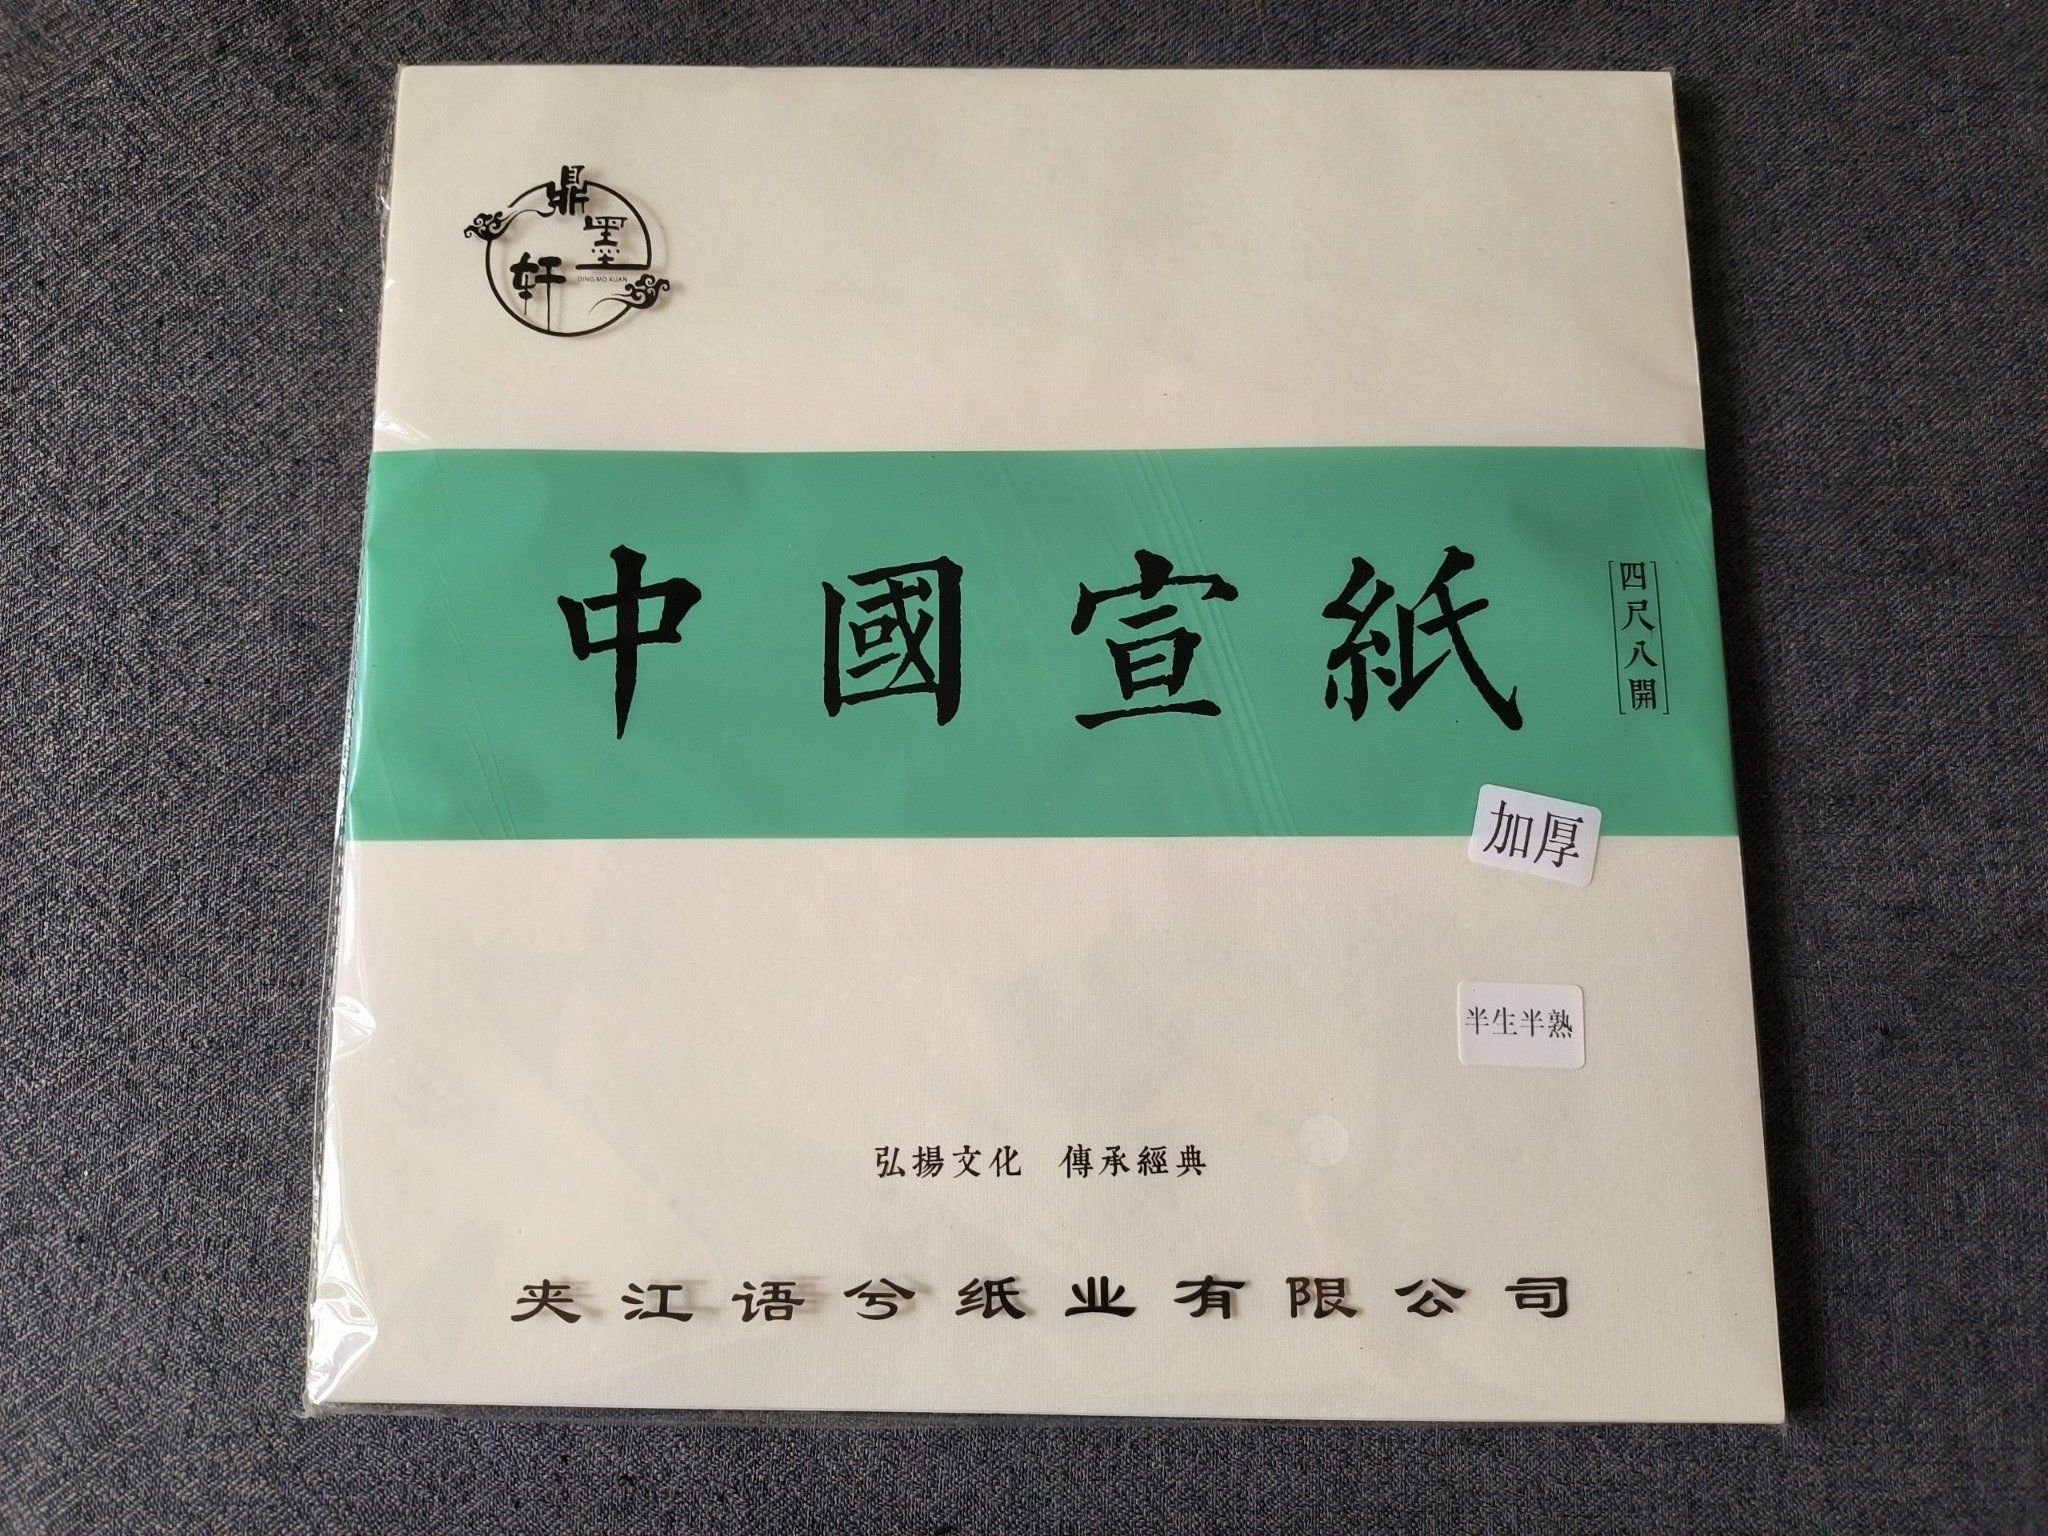 鼎墨轩
DING MO XUAN
中國宣紙
四尺八開
加厚
半生半熟
弘揚文化　傳承經典
夹江语兮纸业有限公司